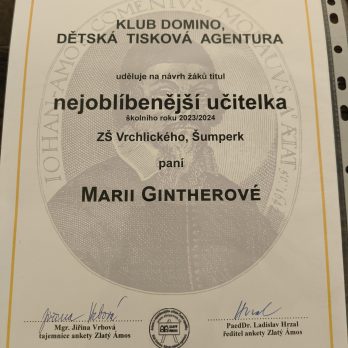 KLUB DOMINO,
DĚTSKÁ TISKOVÁ AGENTURA
uděluje na návrh žáků titul
nejoblíbenější učitelka
školního roku 2023/2024
ZŠ Vrchlického, Šumperk
paní
MARII GINTHEROVÉ
Mgr. Jiřina Vrbová
tajemnice ankety Zlatý Ámos
PaedDr. Ladislav Hrzal
ředitel ankety Zlatý Ámos